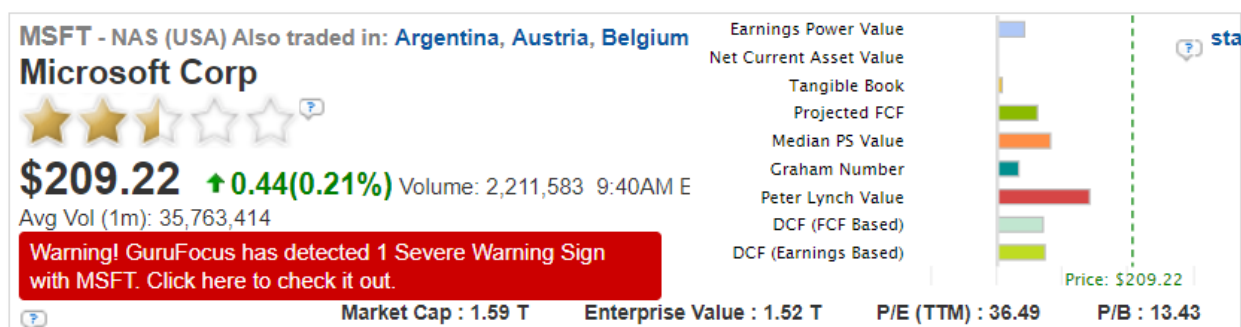 MSFT - NAS (USA) Also traded in: Argentina, Austria, Belgium
Microsoft Corp
?
$209.22 0.44(0.21%) Volume: 2,211,583 9:40AM E
Avg Vol (1m): 35,763,414
Warning! GuruFocus has detected 1 Severe Warning Sign
with MSFT. Click here to check it out.
Earnings Power Value
Net Current Asset Value
Tangible Book
Projected FCF
Median PS Value
Graham Number
Peter Lynch Value
DCF (FCF Based)
DCF (Earnings Based)
Price: $209.22
? sta
? Market Cap : 1.59 T Enterprise Value : 1.52 T P/E (TTM) : 36.49 P/B : 13.43